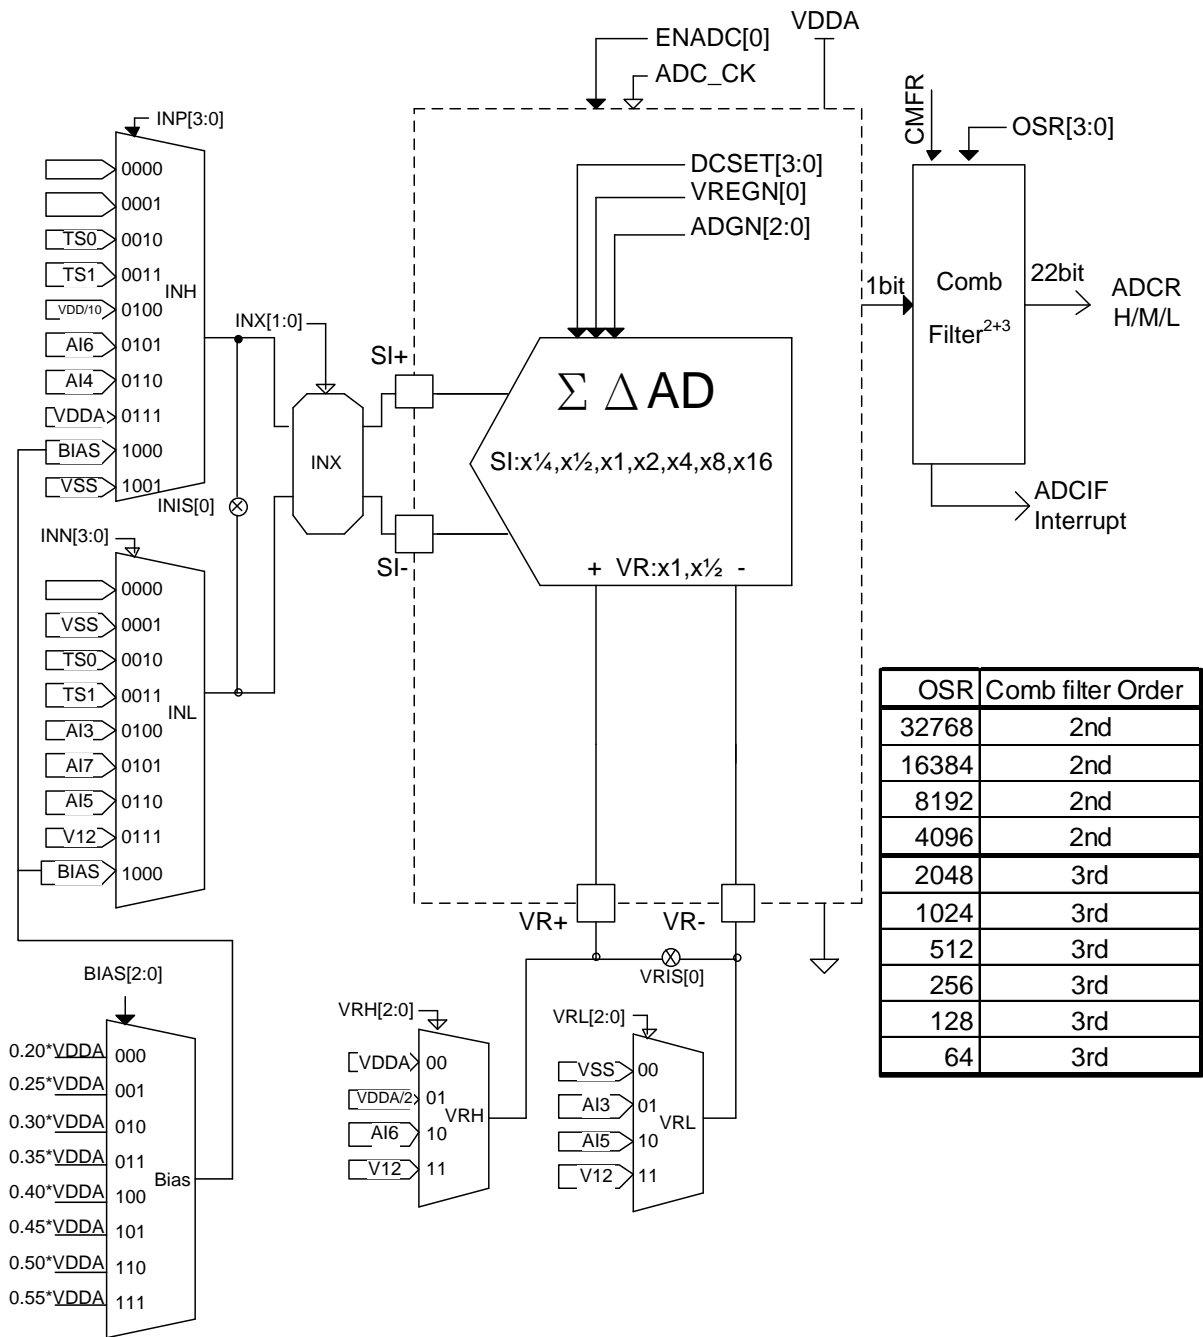 ENADC[0]
VDDA
ADC_CK
INP[3:0]
0000
0001
TS0 0010
TS1 0011
VDD/10 0100
AI6 0101
AI4 0110
VDDA 0111
BIAS 1000
VSS 1001
INH
INIS[0]
INN[3:0]
0000
VSS 0001
TS0 0010
TS1 0011
AI3 0100
AI7 0101
AI5 0110
V12 0111
BIAS 1000
INL
INX[1:0]
INX
SI+
SI-
DCSET[3:0]
VREGN[0]
ADGN[2:0]
Σ Δ AD
SI:x¼,x½,x1,x2,x4,x8,x16
+ VR:x1,x½ -
CMFR
OSR[3:0]
1bit
Comb
Filter²⁺³
22bit
ADCR
H/M/L
ADCIF
Interrupt
VR+
VR-
VRIS[0]
BIAS[2:0]
0.20*VDDA 000
0.25*VDDA 001
0.30*VDDA 010
0.35*VDDA 011
0.40*VDDA 100
0.45*VDDA 101
0.50*VDDA 110
0.55*VDDA 111
Bias
VRH[2:0]
VDDA 00
VDDA/2 01
AI6 10
V12 11
VRH
VRL[2:0]
VSS 00
AI3 01
AI5 10
V12 11
VRL
OSR Comb filter Order
32768 2nd
16384 2nd
8192 2nd
4096 2nd
2048 3rd
1024 3rd
512 3rd
256 3rd
128 3rd
64 3rd